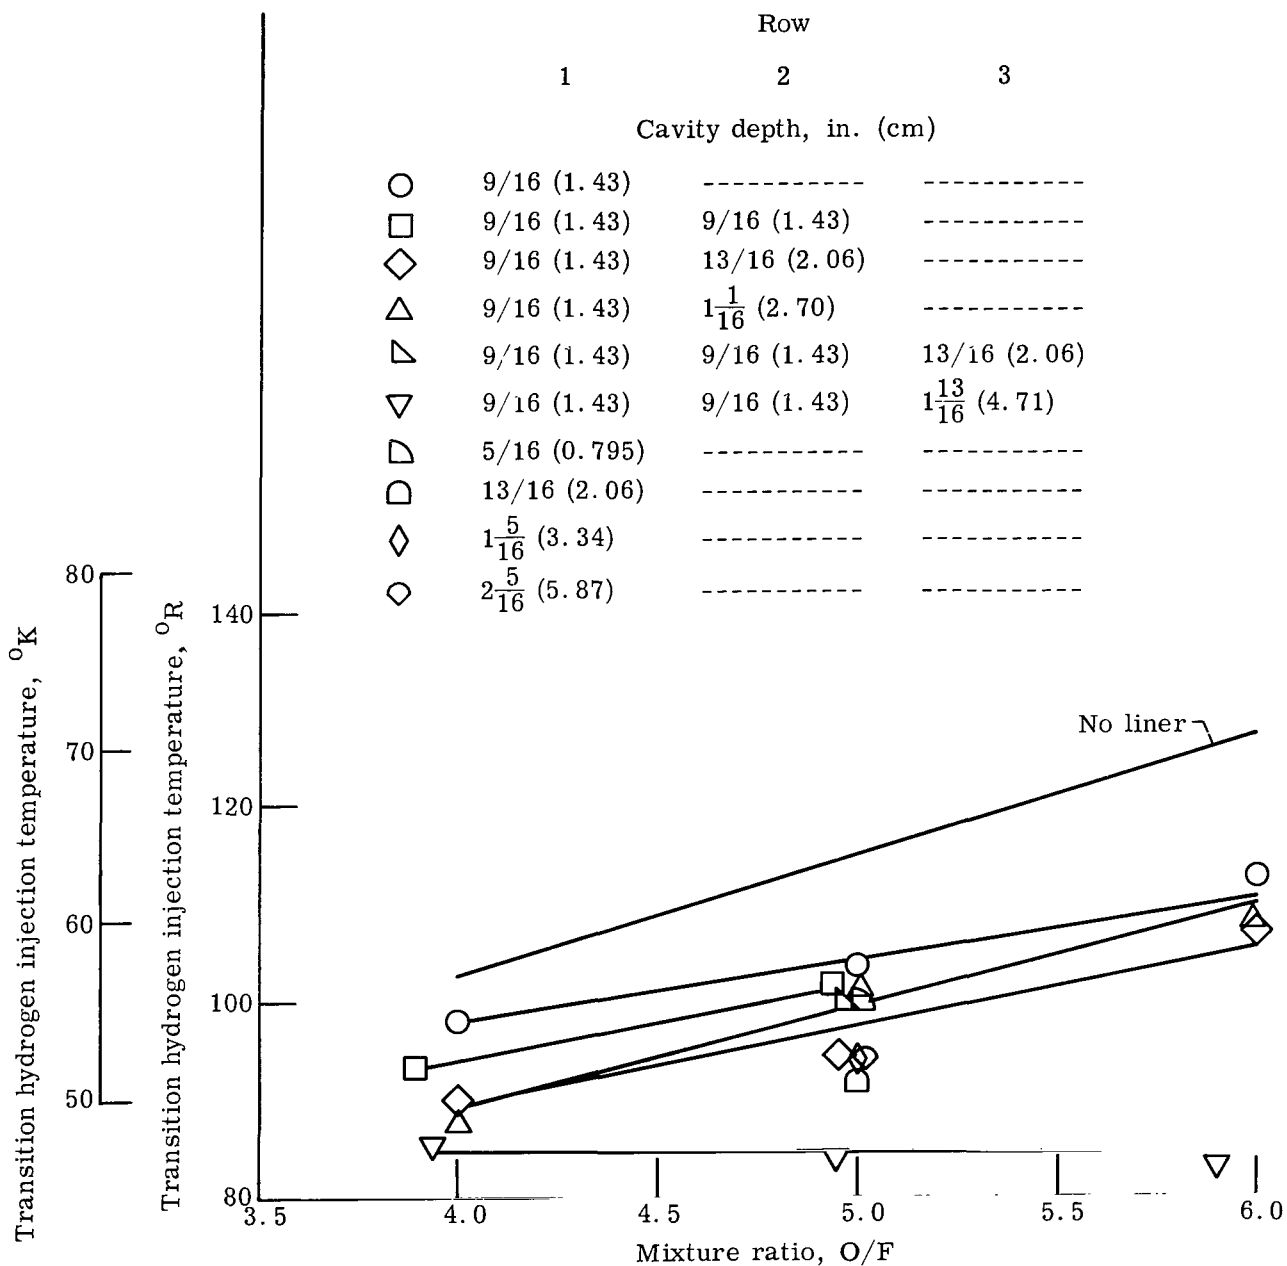 Row
1 2 3
Cavity depth, in. (cm)
9/16 (1.43) ---------- ----------
9/16 (1.43) 9/16 (1.43) ----------
9/16 (1.43) 13/16 (2.06) ----------
9/16 (1.43) 1 1/16 (2.70) ----------
9/16 (1.43) 9/16 (1.43) 13/16 (2.06)
9/16 (1.43) 9/16 (1.43) 1 13/16 (4.71)
5/16 (0.795) ---------- ----------
13/16 (2.06) ---------- ----------
1 5/16 (3.34) ---------- ----------
2 5/16 (5.87) ---------- ----------
Transition hydrogen injection temperature, °K
80
70
60
50
Transition hydrogen injection temperature, °R
140
120
100
80
No liner
3.5 4.0 4.5 5.0 5.5 6.0
Mixture ratio, O/F